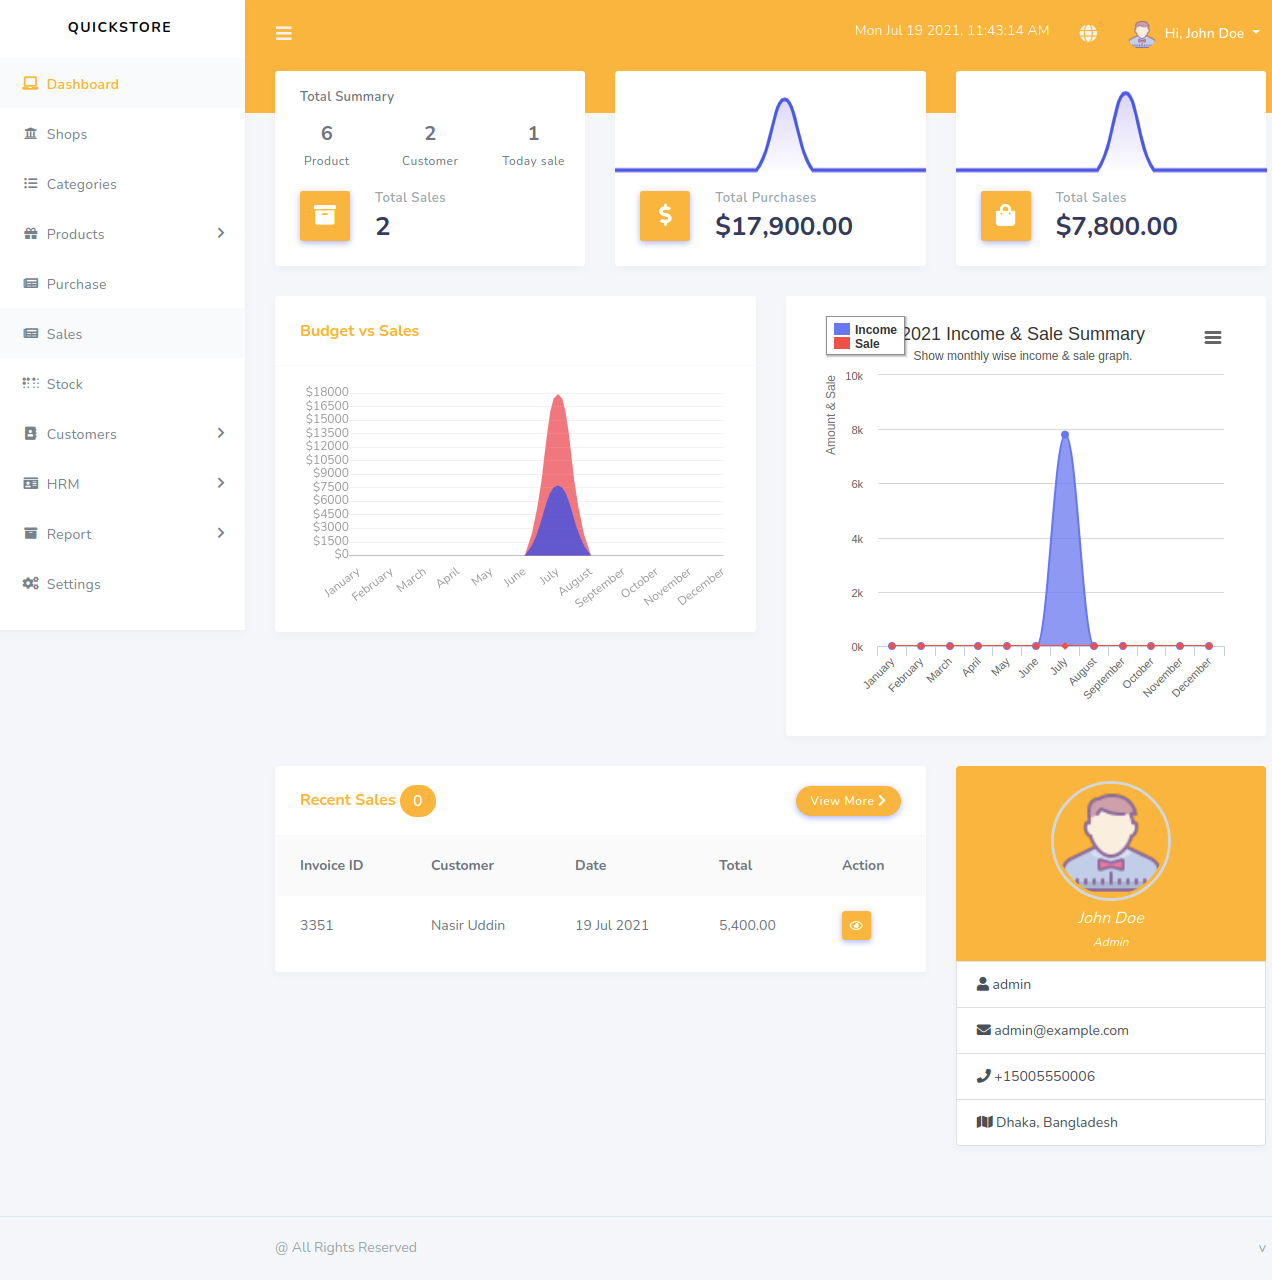 QUICKSTORE
Mon Jul 19 2021, 11:43:14 AM
Hi, John Doe
Dashboard
Shops
Categories
Products
Purchase
Sales
Stock
Customers
HRM
Report
Settings
Total Summary
6 2 1
Product Customer Today sale
Total Sales
2
Total Purchases
$17,900.00
Total Sales
$7,800.00
Budget vs Sales
$18000
$16500
$15000
$13500
$12000
$10500
$9000
$7500
$6000
$4500
$3000
$1500
$0
January February March April May June July August September October November December
Income
Sale
2021 Income & Sale Summary
Show monthly wise income & sale graph.
Amount & Sale
10k
8k
6k
4k
2k
0k
January February March April May June July August September October November December
Recent Sales 0
View More
Invoice ID Customer Date Total Action
3351 Nasir Uddin 19 Jul 2021 5,400.00
John Doe
Admin
admin
admin@example.com
+15005550006
Dhaka, Bangladesh
@ All Rights Reserved
v